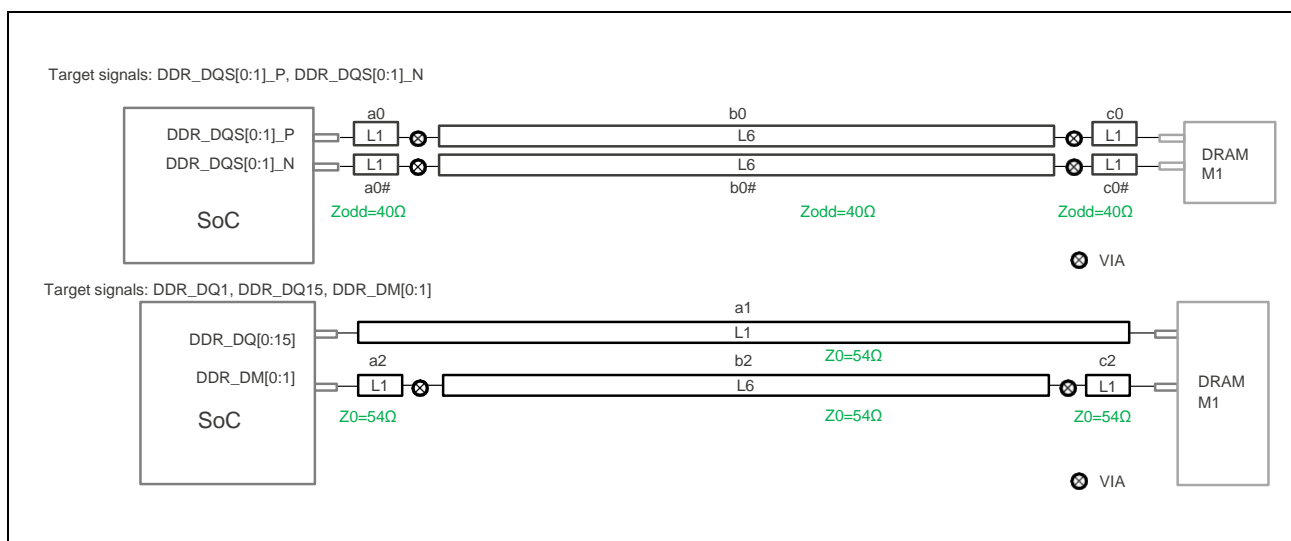 Target signals: DDR_DQS[0:1]_P, DDR_DQS[0:1]_N
a0 b0 c0
DDR_DQS[0:1]_P L1 L6 L1
DDR_DQS[0:1]_N L1 L6 L1
DRAM
M1
a0# b0# c0#
SoC Zodd=40Ω Zodd=40Ω Zodd=40Ω
VIA
Target signals: DDR_DQ1, DDR_DQ15, DDR_DM[0:1]
a1
DDR_DQ[0:15] L1
Z0=54Ω
a2 b2 c2
DDR_DM[0:1] L1 L6 L1
DRAM
M1
SoC Z0=54Ω Z0=54Ω Z0=54Ω
VIA